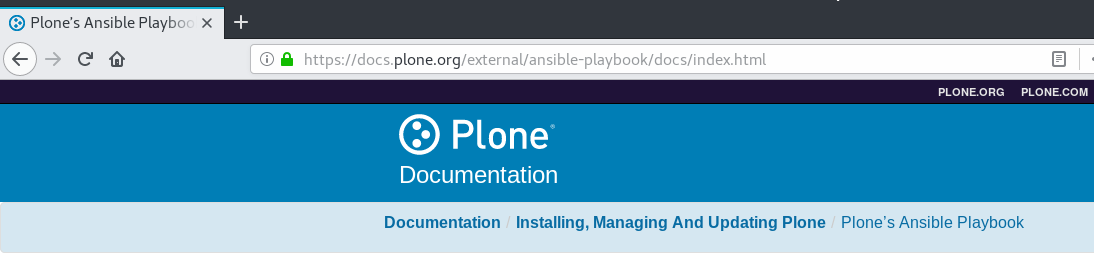 Plone's Ansible Playboo
https://docs.plone.org/external/ansible-playbook/docs/index.html
PLONE.ORG PLONE.COM
Plone®
Documentation
Documentation / Installing, Managing And Updating Plone / Plone's Ansible Playbook